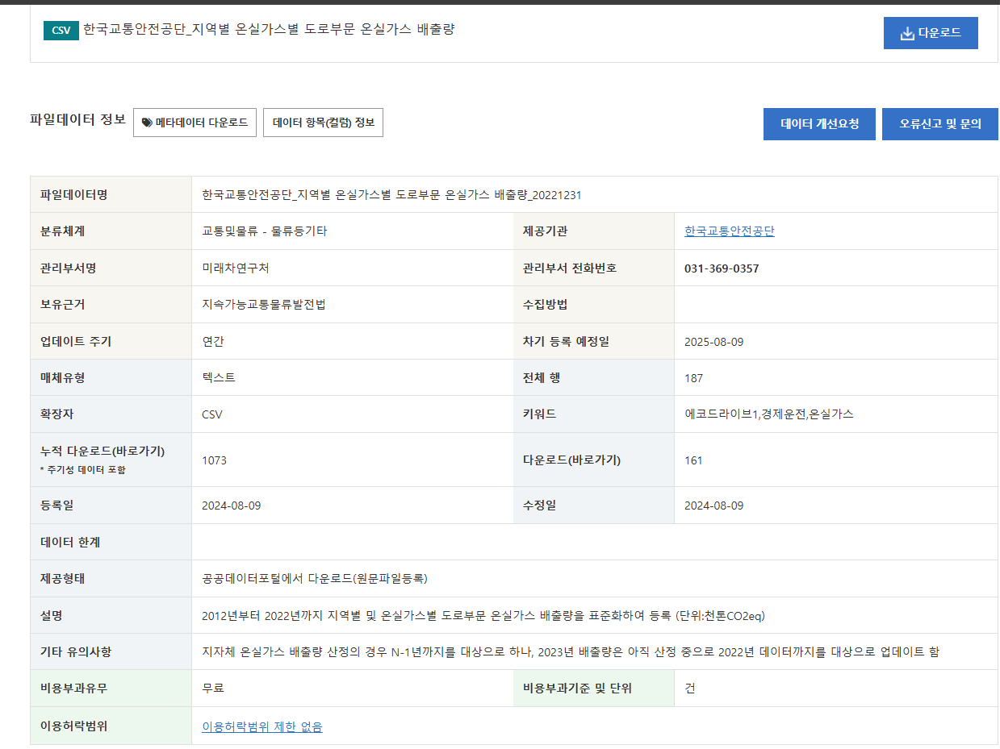 CSV 한국교통안전공단_지역별 온실가스별 도로부문 온실가스 배출량
다운로드
파일데이터 정보 메타데이터 다운로드 데이터 항목(컬럼) 정보 데이터 개선요청 오류신고 및 문의
파일데이터명 한국교통안전공단_지역별 온실가스별 도로부문 온실가스 배출량_20221231
분류체계 교통및물류 - 물류등기타 제공기관 한국교통안전공단
관리부서명 미래차연구처 관리부서 전화번호 031-369-0357
보유근거 지속가능교통물류발전법 수집방법
업데이트 주기 연간 차기 등록 예정일 2025-08-09
매체유형 텍스트 전체 행 187
확장자 CSV 키워드 에코드라이브1,경제운전,온실가스
누적 다운로드(바로가기) 1073 다운로드(바로가기) 161
* 주기성 데이터 포함
등록일 2024-08-09 수정일 2024-08-09
데이터 한계
제공형태 공공데이터포털에서 다운로드(원문파일등록)
설명 2012년부터 2022년까지 지역별 및 온실가스별 도로부문 온실가스 배출량을 표준화하여 등록 (단위:천톤CO2eq)
기타 유의사항 지자체 온실가스 배출량 산정의 경우 N-1년까지를 대상으로 하나, 2023년 배출량은 아직 산정 중으로 2022년 데이터까지를 대상으로 업데이트 함
비용부과유무 무료 비용부과기준 및 단위 건
이용허락범위 이용허락범위 제한 없음